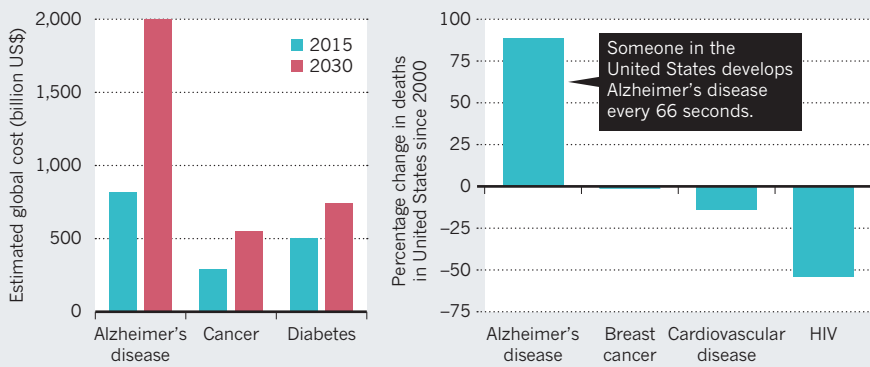 Estimated global cost (billion US$)
2,000
1,500
1,000
500
0
2015
2030
Alzheimer’s
disease
Cancer
Diabetes
Percentage change in deaths
in United States since 2000
100
75
50
25
0
–25
–50
–75
Someone in the
United States develops
Alzheimer’s disease
every 66 seconds.
Alzheimer’s
disease
Breast
cancer
Cardiovascular
disease
HIV